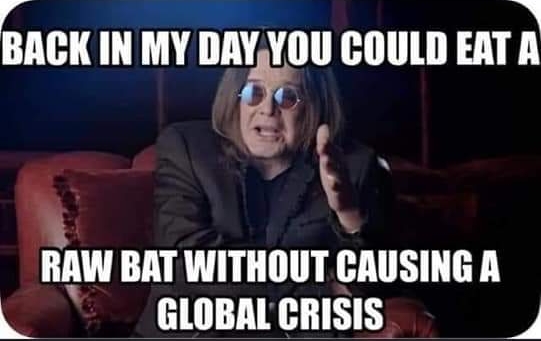 BACK IN MY DAY YOU COULD EAT A
RAW BAT WITHOUT CAUSING A
GLOBAL CRISIS